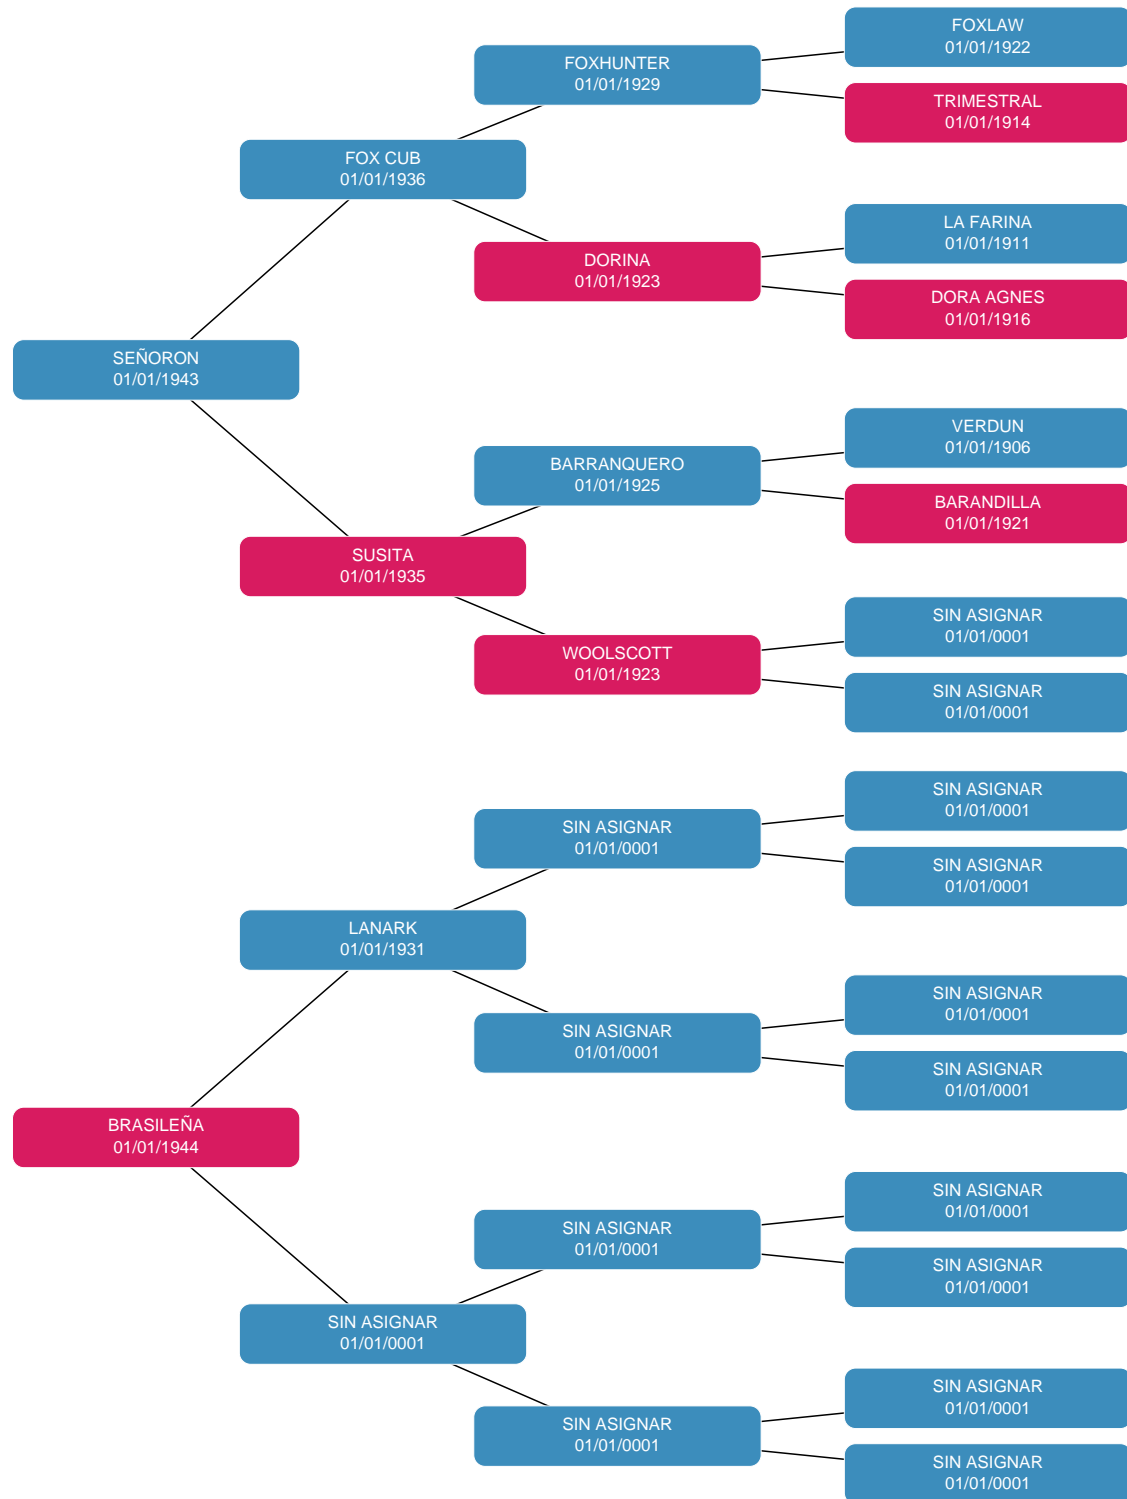 FOXLAW
01/01/1922
FOXHUNTER
01/01/1929
TRIMESTRAL
01/01/1914
FOX CUB
01/01/1936
LA FARINA
01/01/1911
DORINA
01/01/1923
DORA AGNES
01/01/1916
SEÑORON
01/01/1943
VERDUN
01/01/1906
BARRANQUERO
01/01/1925
BARANDILLA
01/01/1921
SUSITA
01/01/1935
SIN ASIGNAR
01/01/0001
WOOLSCOTT
01/01/1923
SIN ASIGNAR
01/01/0001
SIN ASIGNAR
01/01/0001
SIN ASIGNAR
01/01/0001
SIN ASIGNAR
01/01/0001
LANARK
01/01/1931
SIN ASIGNAR
01/01/0001
SIN ASIGNAR
01/01/0001
SIN ASIGNAR
01/01/0001
BRASILEÑA
01/01/1944
SIN ASIGNAR
01/01/0001
SIN ASIGNAR
01/01/0001
SIN ASIGNAR
01/01/0001
SIN ASIGNAR
01/01/0001
SIN ASIGNAR
01/01/0001
SIN ASIGNAR
01/01/0001
SIN ASIGNAR
01/01/0001